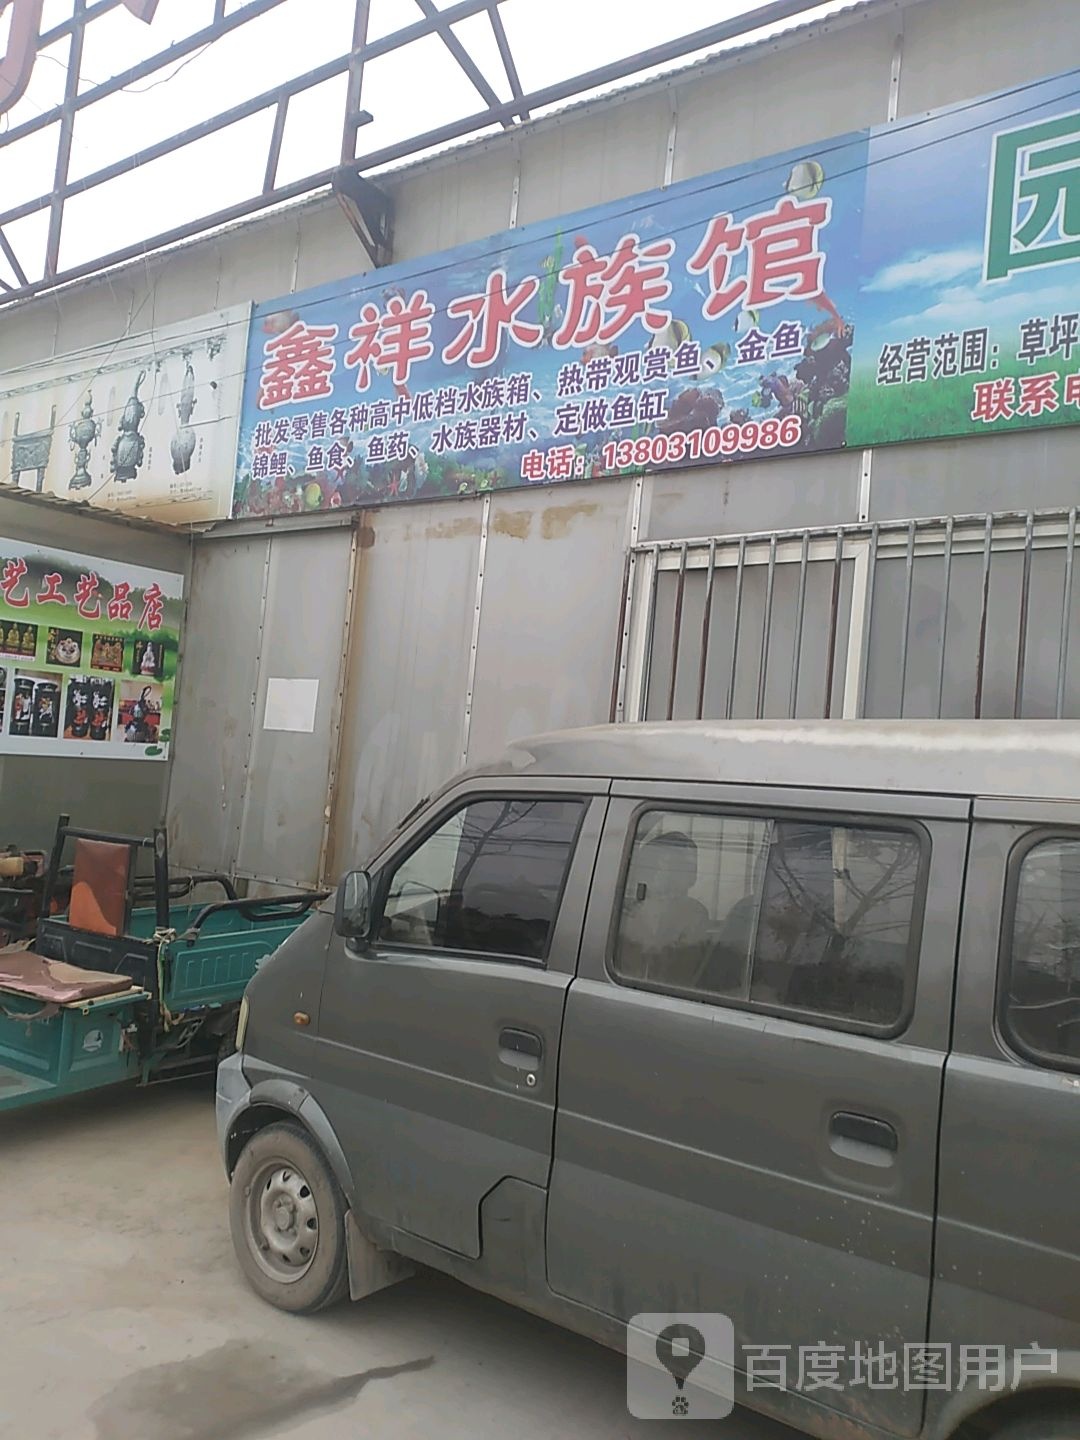 鑫祥水族馆
批发零售各种高中低档水族箱、热带观赏鱼、金鱼
锦鲤、鱼食、鱼药、水族器材、定做鱼缸
电话：13803109986
园
经营范围：草坪
联系电
艺工艺品店
百度地图用户